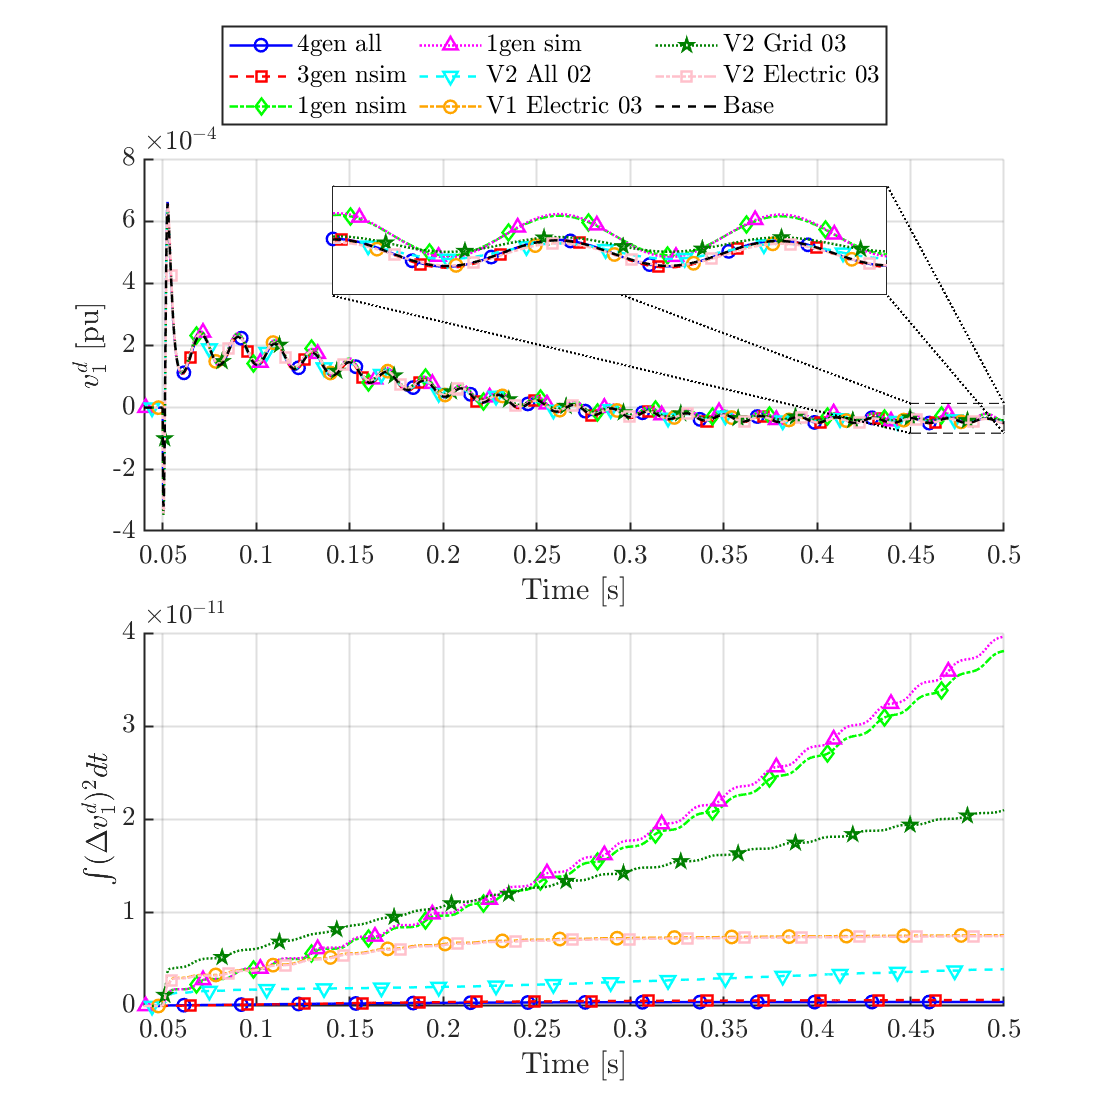 4gen all 1gen sim V2 Grid 03
3gen nsim V2 All 02 V2 Electric 03
1gen nsim V1 Electric 03 Base
×10⁻⁴
8
6
4
2
0
-2
-4
v₁ᵈ [pu]
0.05 0.1 0.15 0.2 0.25 0.3 0.35 0.4 0.45 0.5
Time [s]
×10⁻¹¹
4
3
2
1
0
∫(Δv₁ᵈ)²dt
0.05 0.1 0.15 0.2 0.25 0.3 0.35 0.4 0.45 0.5
Time [s]